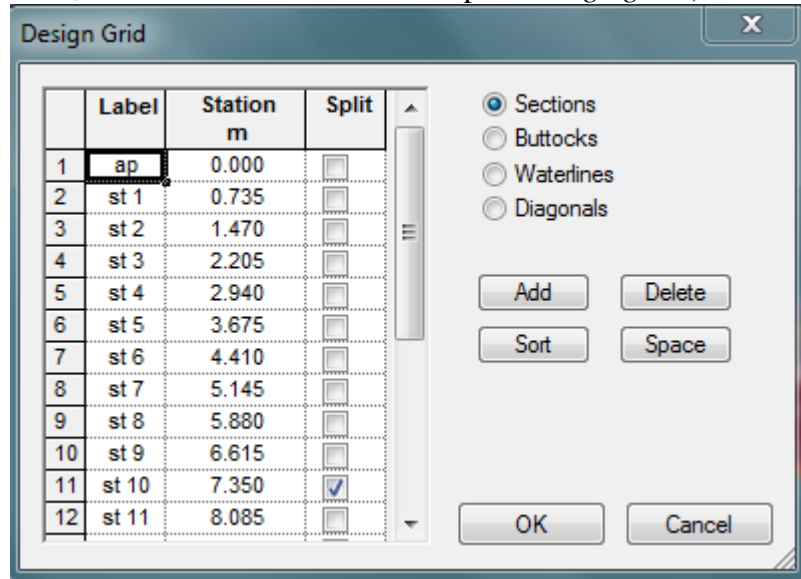 Design Grid
Label Station m Split
1 ap 0.000
2 st 1 0.735
3 st 2 1.470
4 st 3 2.205
5 st 4 2.940
6 st 5 3.675
7 st 6 4.410
8 st 7 5.145
9 st 8 5.880
10 st 9 6.615
11 st 10 7.350
12 st 11 8.085
Sections
Buttocks
Waterlines
Diagonals
Add Delete
Sort Space
OK Cancel